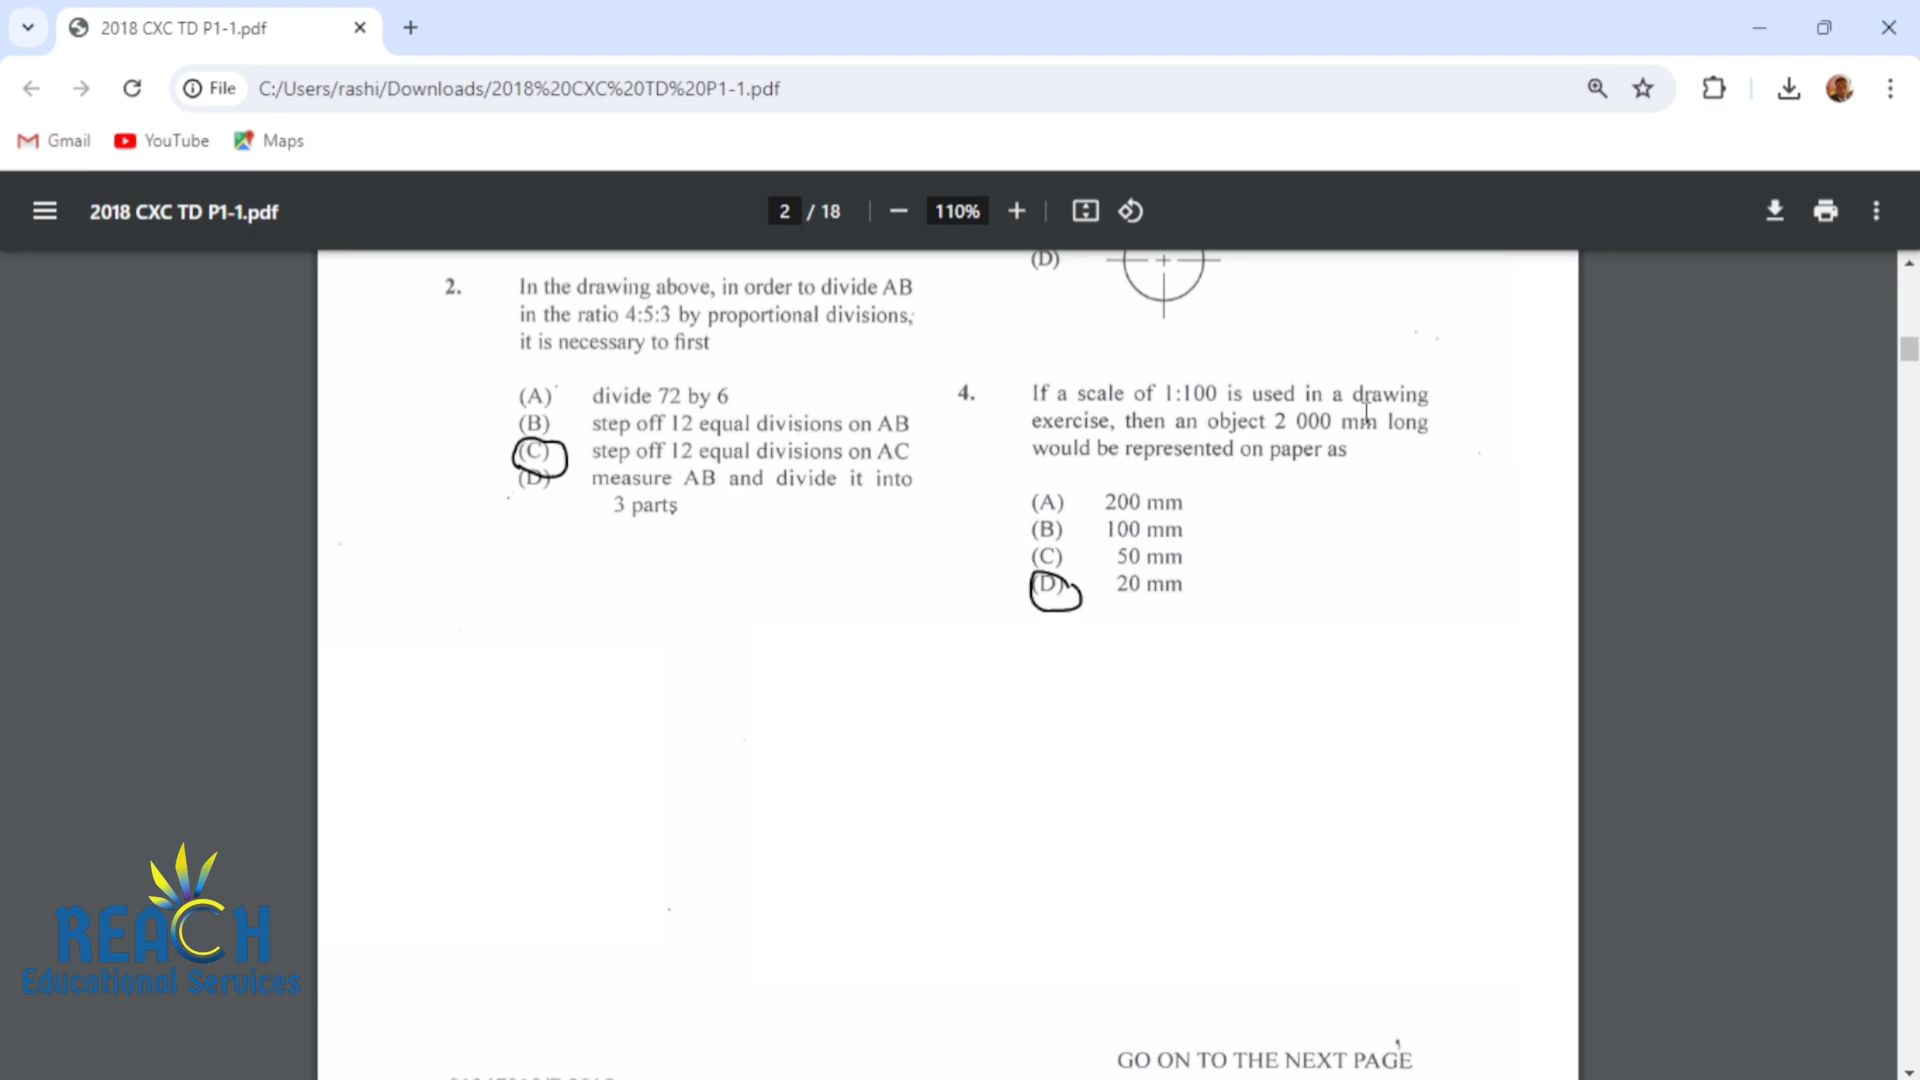 2018 CXC TD P1-1.pdf
File
C:/Users/rashi/Downloads/2018%20CXC%20TD%20P1-1.pdf
Gmail
YouTube
Maps
2018 CXC TD P1-1.pdf
2 / 18
110%
2. In the drawing above, in order to divide AB
in the ratio 4:5:3 by proportional divisions,
it is necessary to first
(A) divide 72 by 6
(B) step off 12 equal divisions on AB
(C) step off 12 equal divisions on AC
(D) measure AB and divide it into
3 parts
(D)
4. If a scale of 1:100 is used in a drawing
exercise, then an object 2 000 mm long
would be represented on paper as
(A) 200 mm
(B) 100 mm
(C) 50 mm
(D) 20 mm
GO ON TO THE NEXT PAGE
REACH
Educational Services